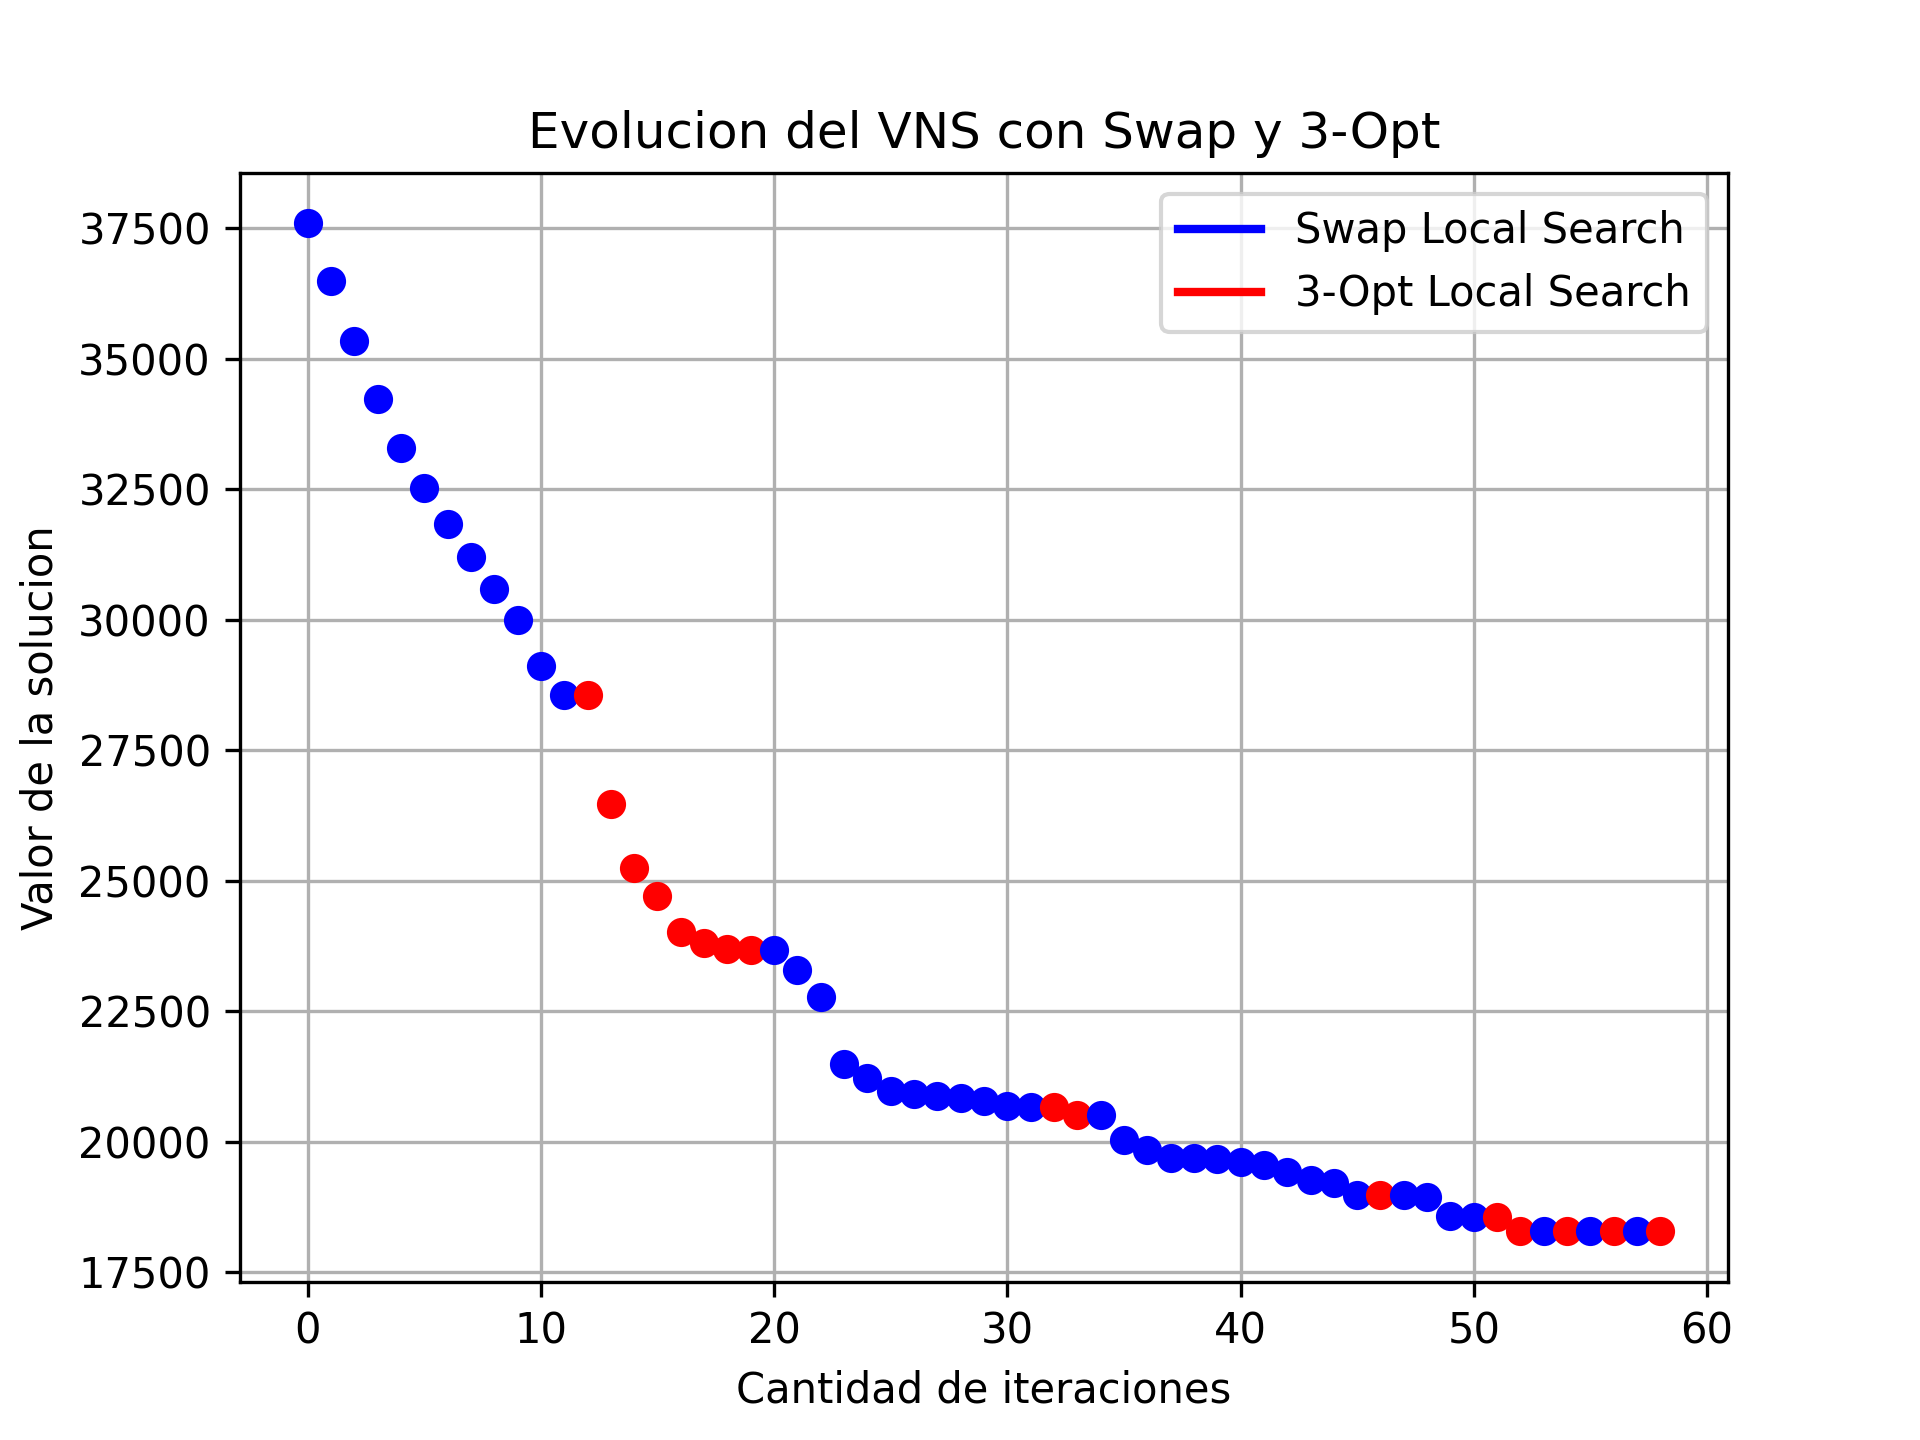 Evolucion del VNS con Swap y 3-Opt
Swap Local Search
3-Opt Local Search
Valor de la solucion
37500
35000
32500
30000
27500
25000
22500
20000
17500
0 10 20 30 40 50 60
Cantidad de iteraciones